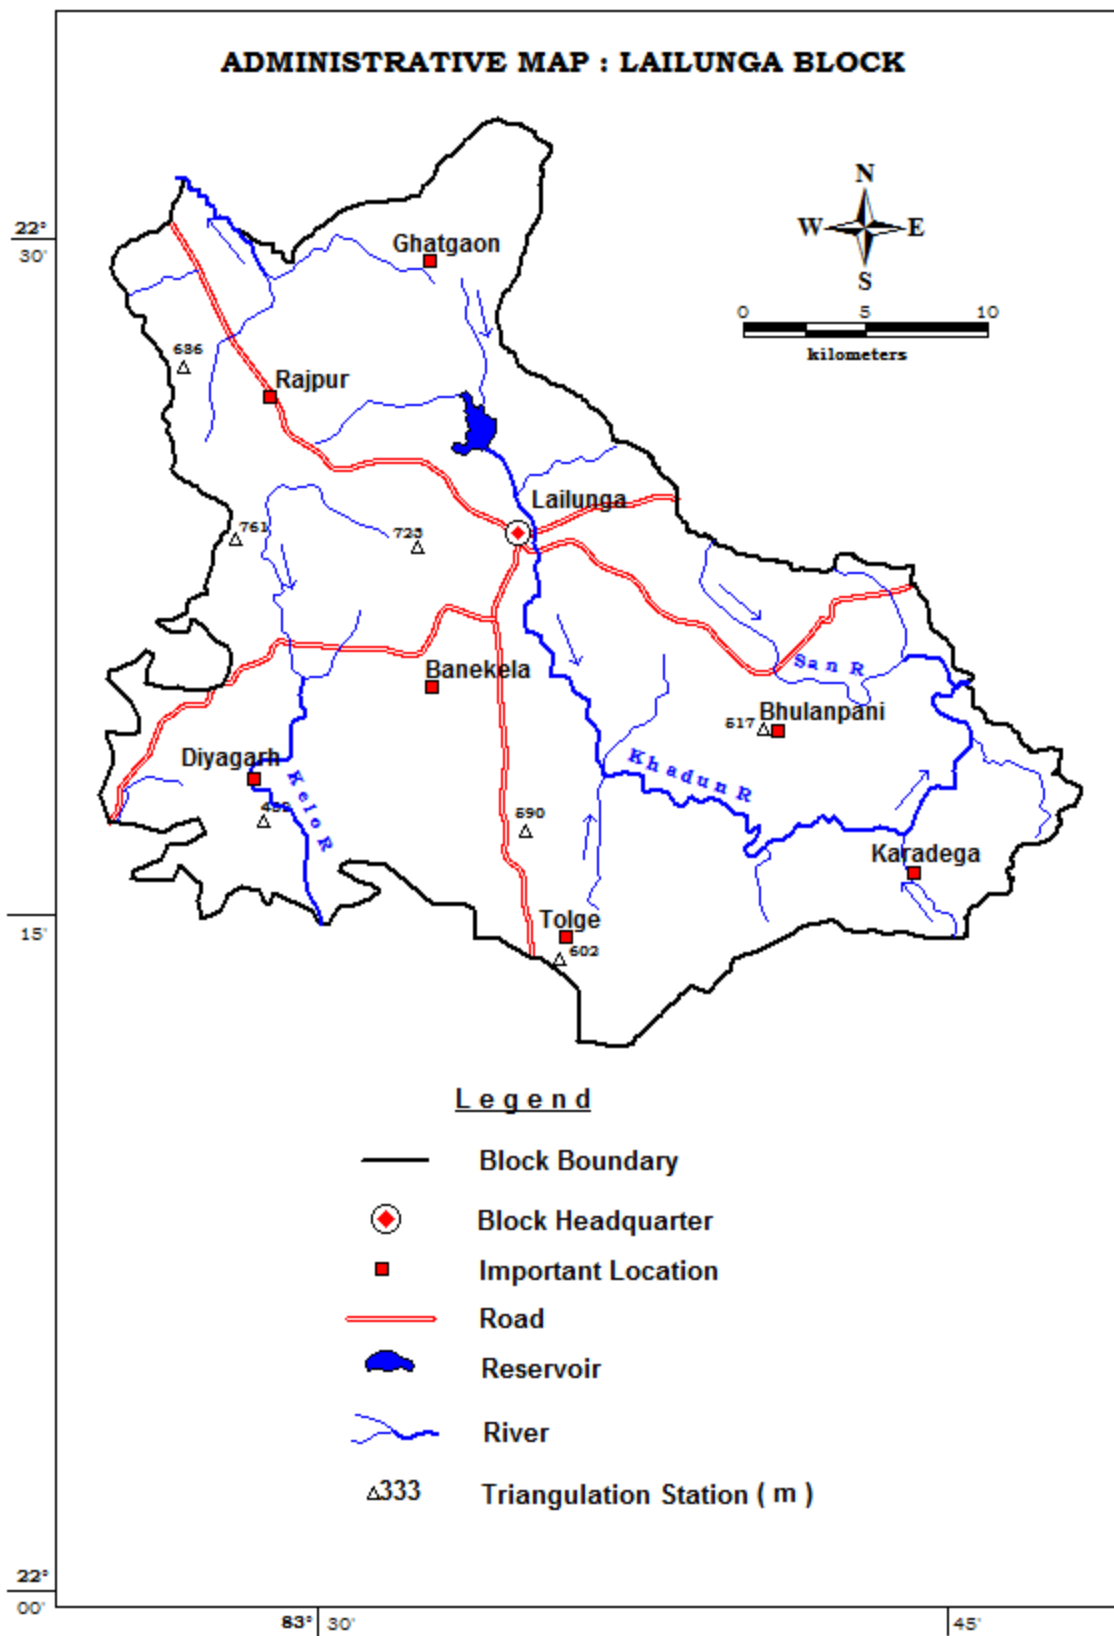 ADMINISTRATIVE MAP : LAILUNGA BLOCK
N
W E
S
22°
30'
0 5 10
kilometers
Ghatgaon
686
Rajpur
Lailunga
761
723
San R
Banekela
Bhulanpani
617
Diyagarh
Kelo R
Khadun R
590
Karadega
Tolge
602
15'
Legend
Block Boundary
Block Headquarter
Important Location
Road
Reservoir
River
333 Triangulation Station ( m )
22°
00'
83° 30' 45'